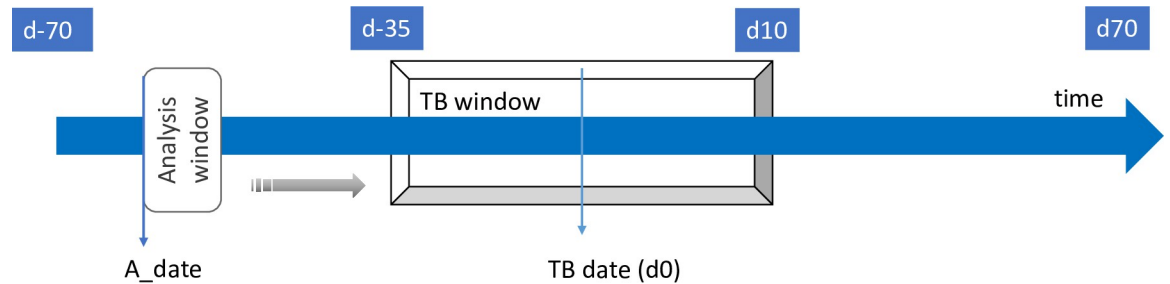 d-70
d-35
d10
d70
Analysis
window
TB window
time
A_date
TB date (d0)